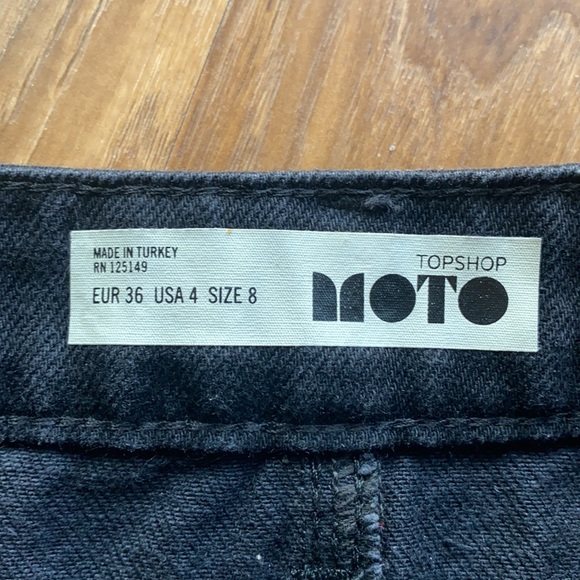 MADE IN TURKEY
RN 125149
EUR 36 USA 4 SIZE 8
TOPSHOP
MOTO